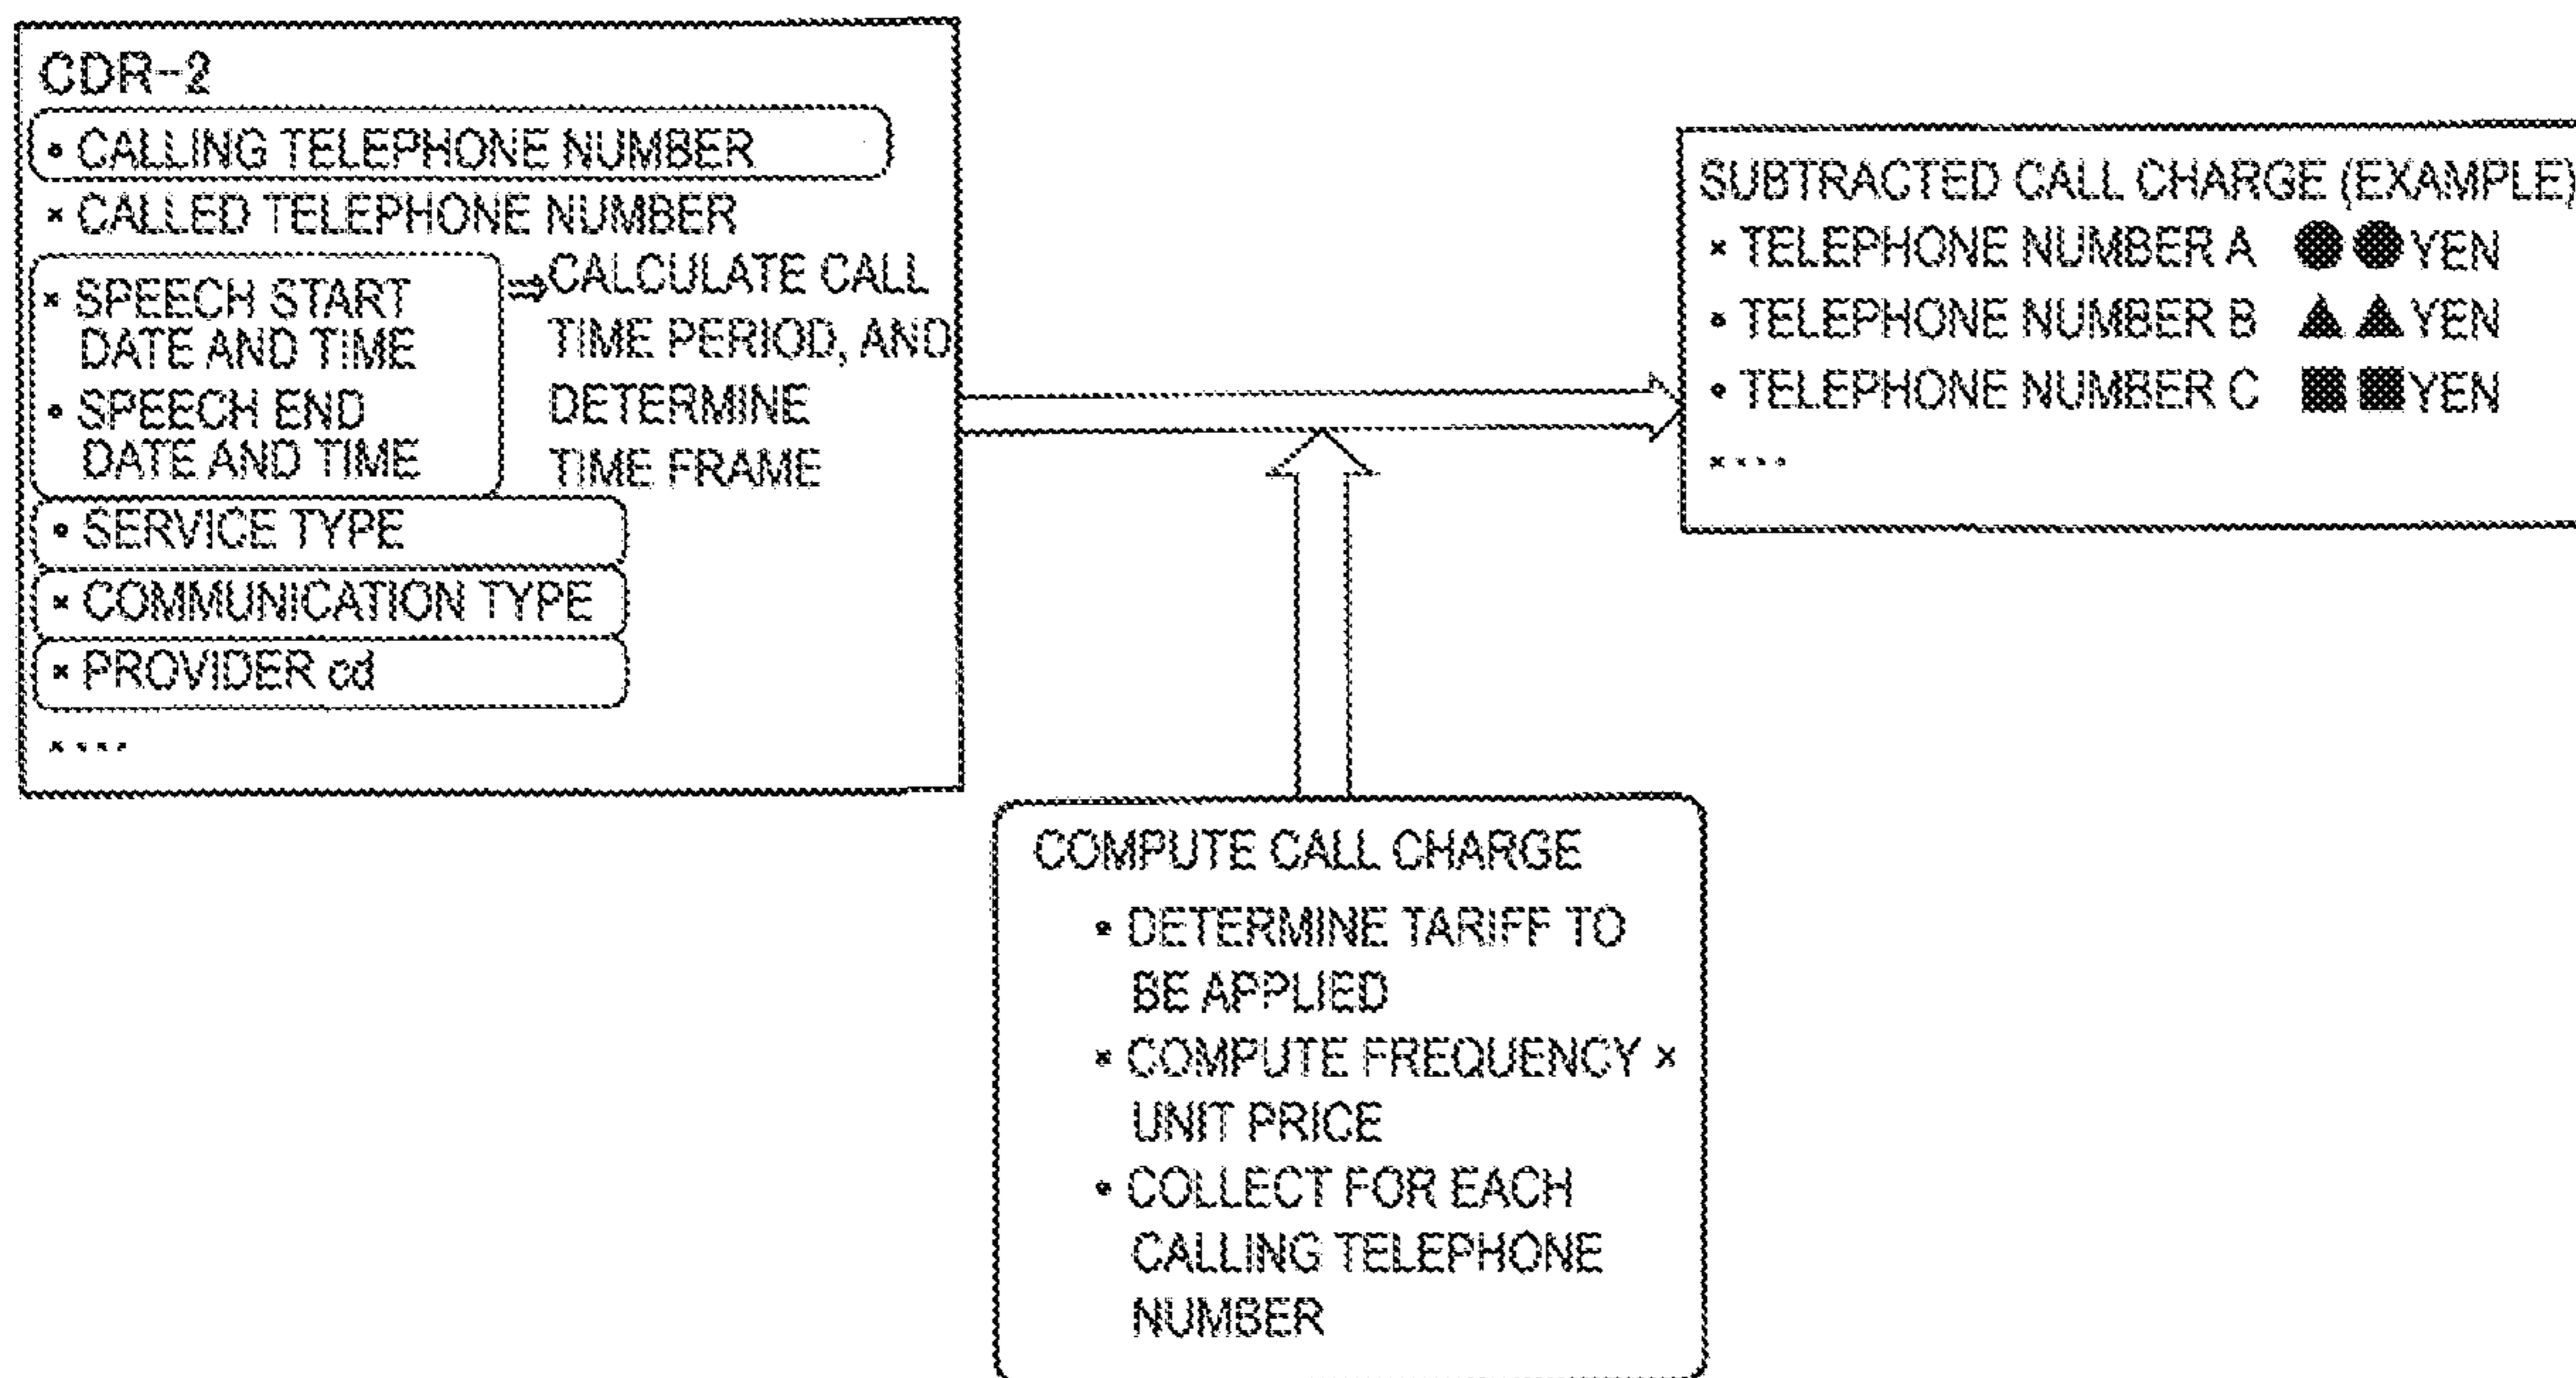 CDR-2
• CALLING TELEPHONE NUMBER
• CALLED TELEPHONE NUMBER
• SPEECH START
DATE AND TIME
• SPEECH END
DATE AND TIME
⇒CALCULATE CALL
TIME PERIOD, AND
DETERMINE
TIME FRAME
• SERVICE TYPE
• COMMUNICATION TYPE
• PROVIDER cd
• • • •
SUBTRACTED CALL CHARGE (EXAMPLE)
• TELEPHONE NUMBER A ●●YEN
• TELEPHONE NUMBER B ▲▲YEN
• TELEPHONE NUMBER C ■■YEN
• • • •
COMPUTE CALL CHARGE
• DETERMINE TARIFF TO
BE APPLIED
• COMPUTE FREQUENCY ×
UNIT PRICE
• COLLECT FOR EACH
CALLING TELEPHONE
NUMBER